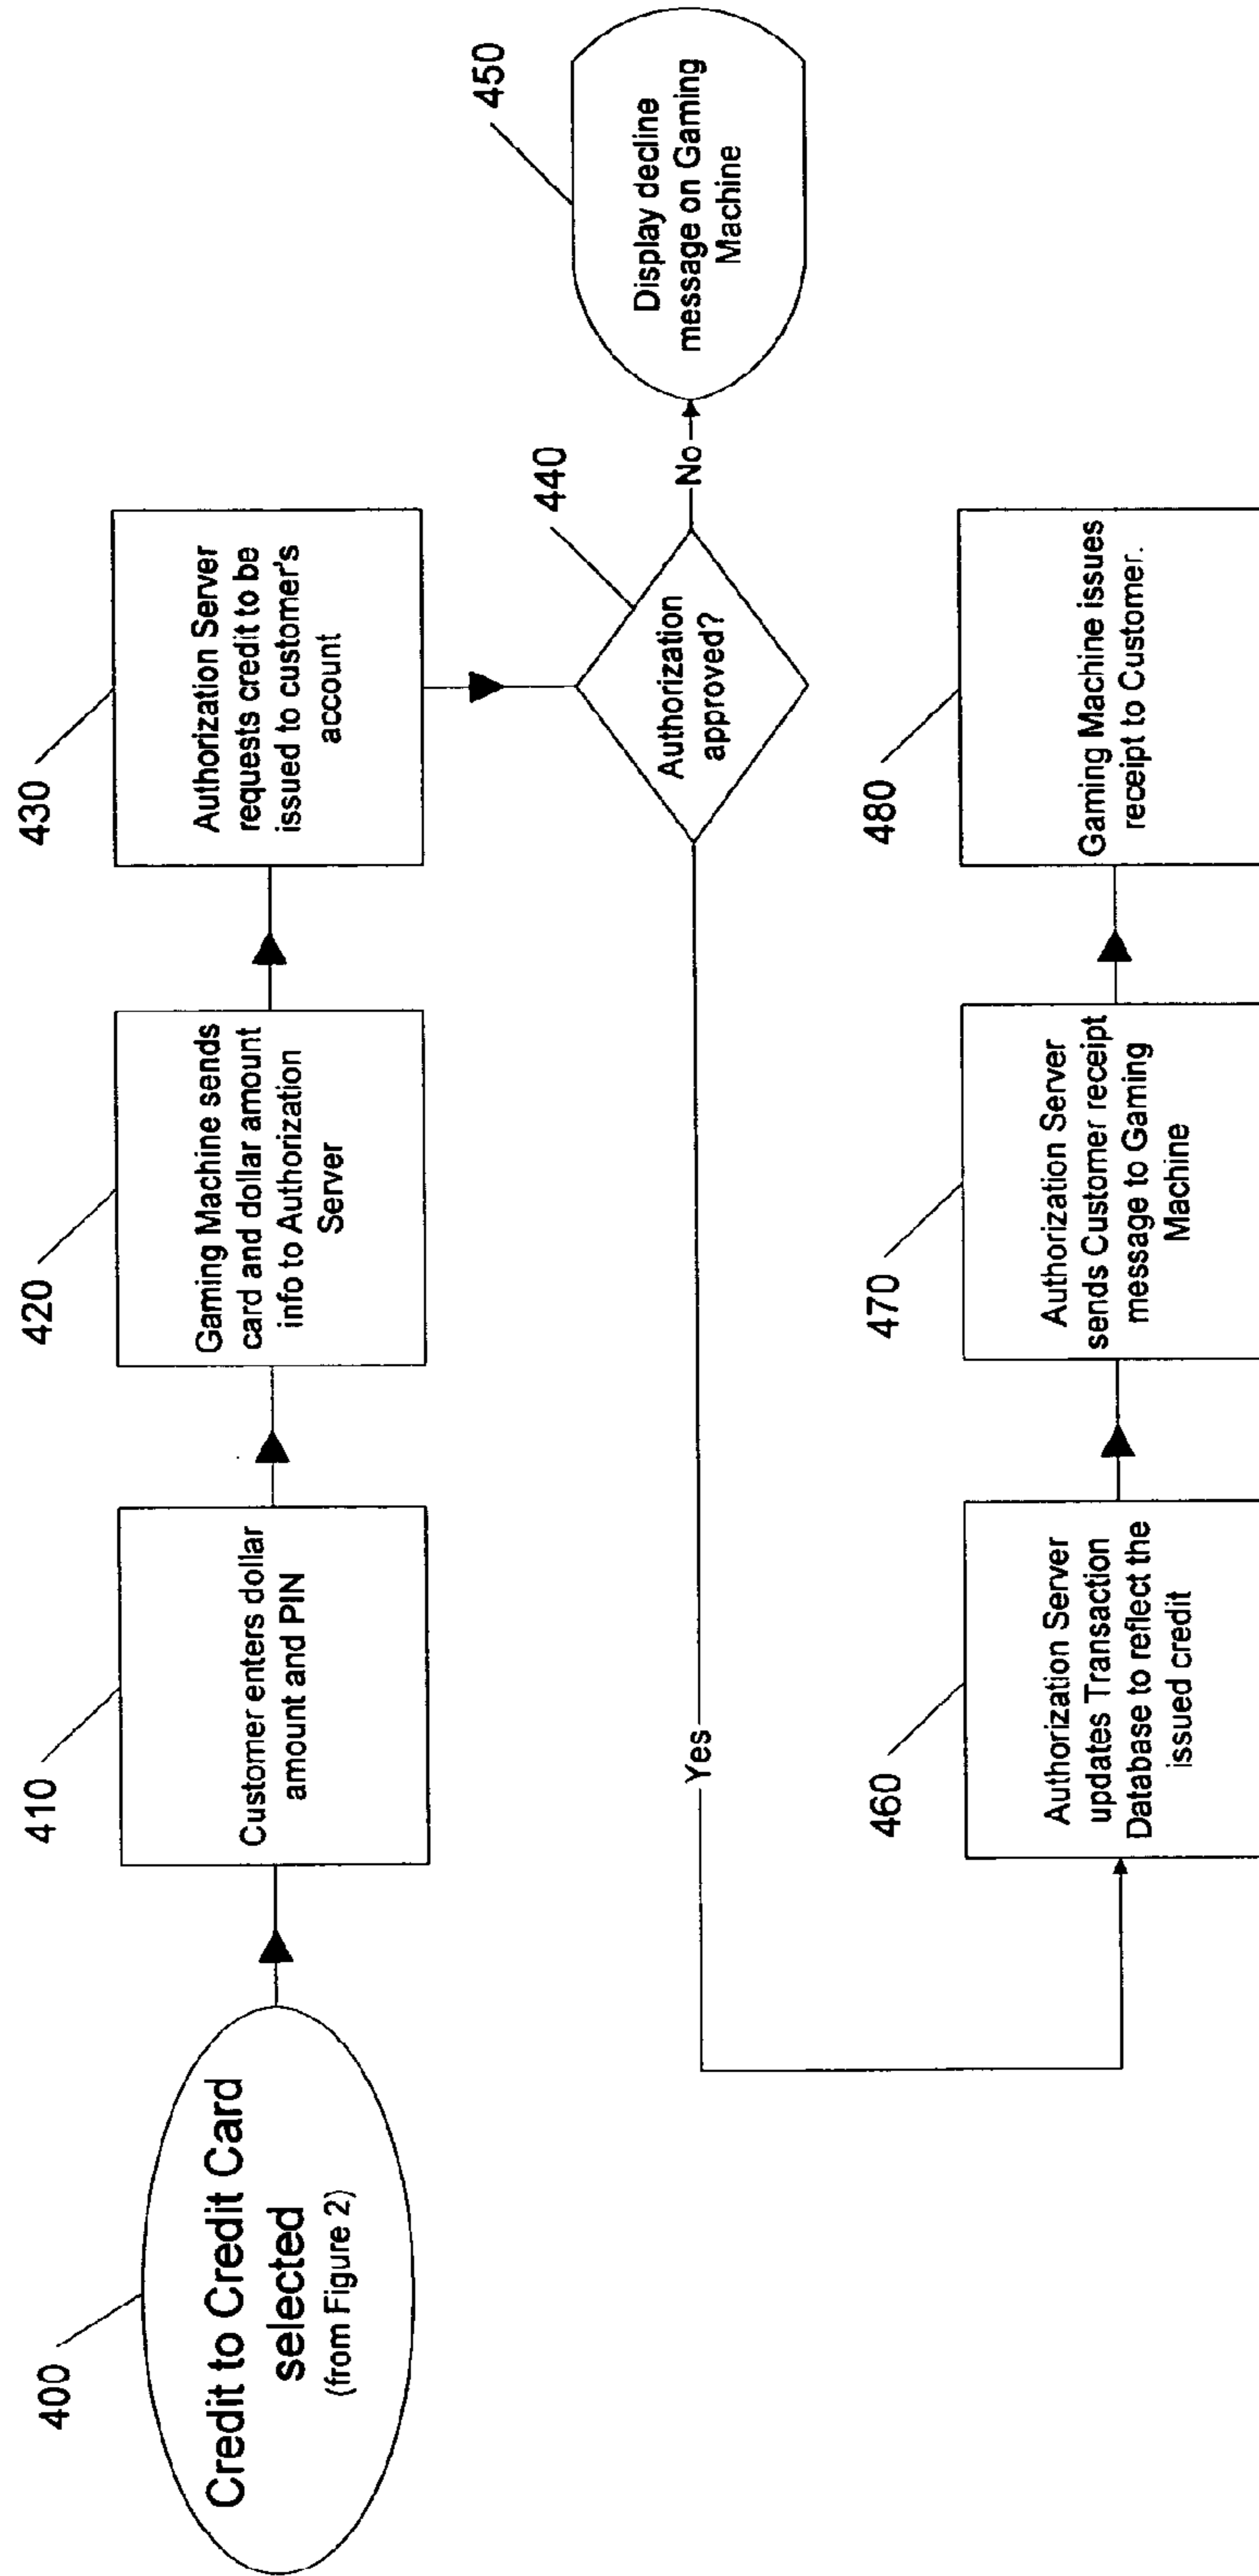 400
Credit to Credit Card
selected
(from Figure 2)
410
Customer enters dollar
amount and PIN
420
Gaming Machine sends
card and dollar amount
info to Authorization
Server
430
Authorization Server
requests credit to be
issued to customer's
account
440
Authorization
approved?
No
450
Display decline
message on Gaming
Machine
Yes
460
Authorization Server
updates Transaction
Database to reflect the
issued credit
470
Authorization Server
sends Customer receipt
message to Gaming
Machine
480
Gaming Machine issues
receipt to Customer.